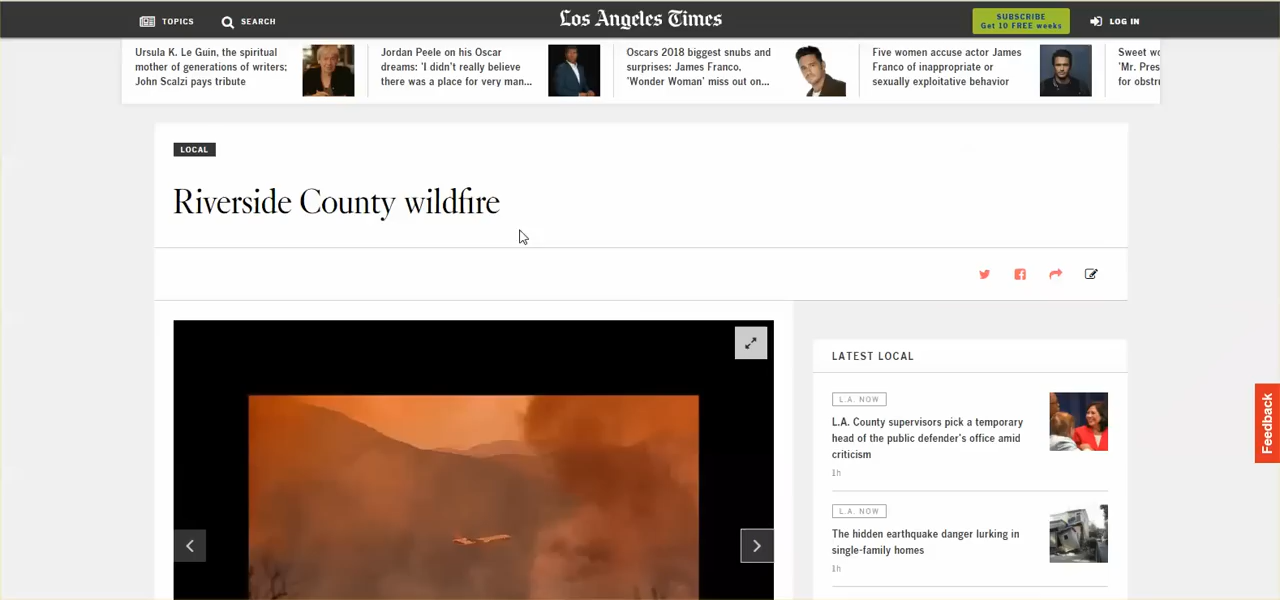 TOPICS
SEARCH
Los Angeles Times
SUBSCRIBE
Get 10 FREE weeks
LOG IN
Ursula K. Le Guin, the spiritual
mother of generations of writers;
John Scalzi pays tribute
Jordan Peele on his Oscar
dreams: 'I didn't really believe
there was a place for very man...
Oscars 2018 biggest snubs and
surprises: James Franco,
'Wonder Woman' miss out on...
Five women accuse actor James
Franco of inappropriate or
sexually exploitative behavior
Sweet
'Mr.
for
LOCAL
Riverside County wildfire
LATEST LOCAL
L.A. NOW
L.A. County supervisors pick a temporary
head of the public defender's office amid
criticism
1h
L.A. NOW
The hidden earthquake danger lurking in
single-family homes
1h
Feedback